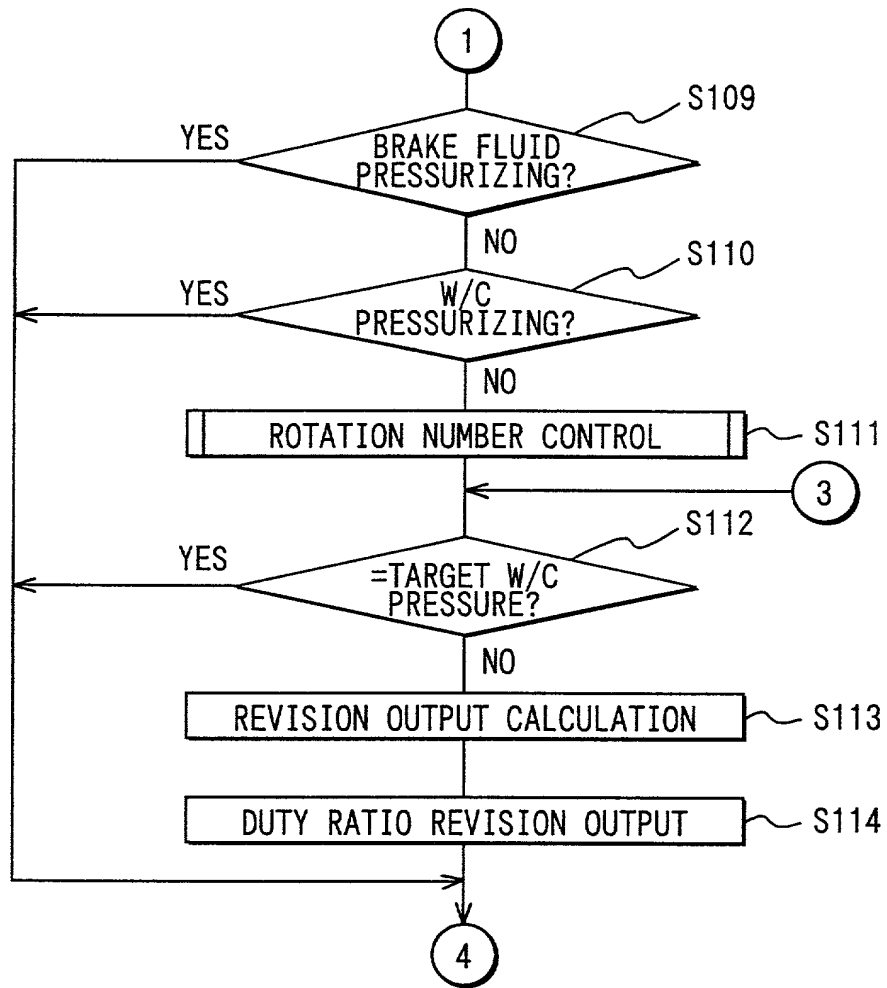 1
S109
YES
BRAKE FLUID
PRESSURIZING?
NO
S110
YES
W/C
PRESSURIZING?
NO
ROTATION NUMBER CONTROL
S111
3
S112
YES
=TARGET W/C
PRESSURE?
NO
REVISION OUTPUT CALCULATION
S113
DUTY RATIO REVISION OUTPUT
S114
4